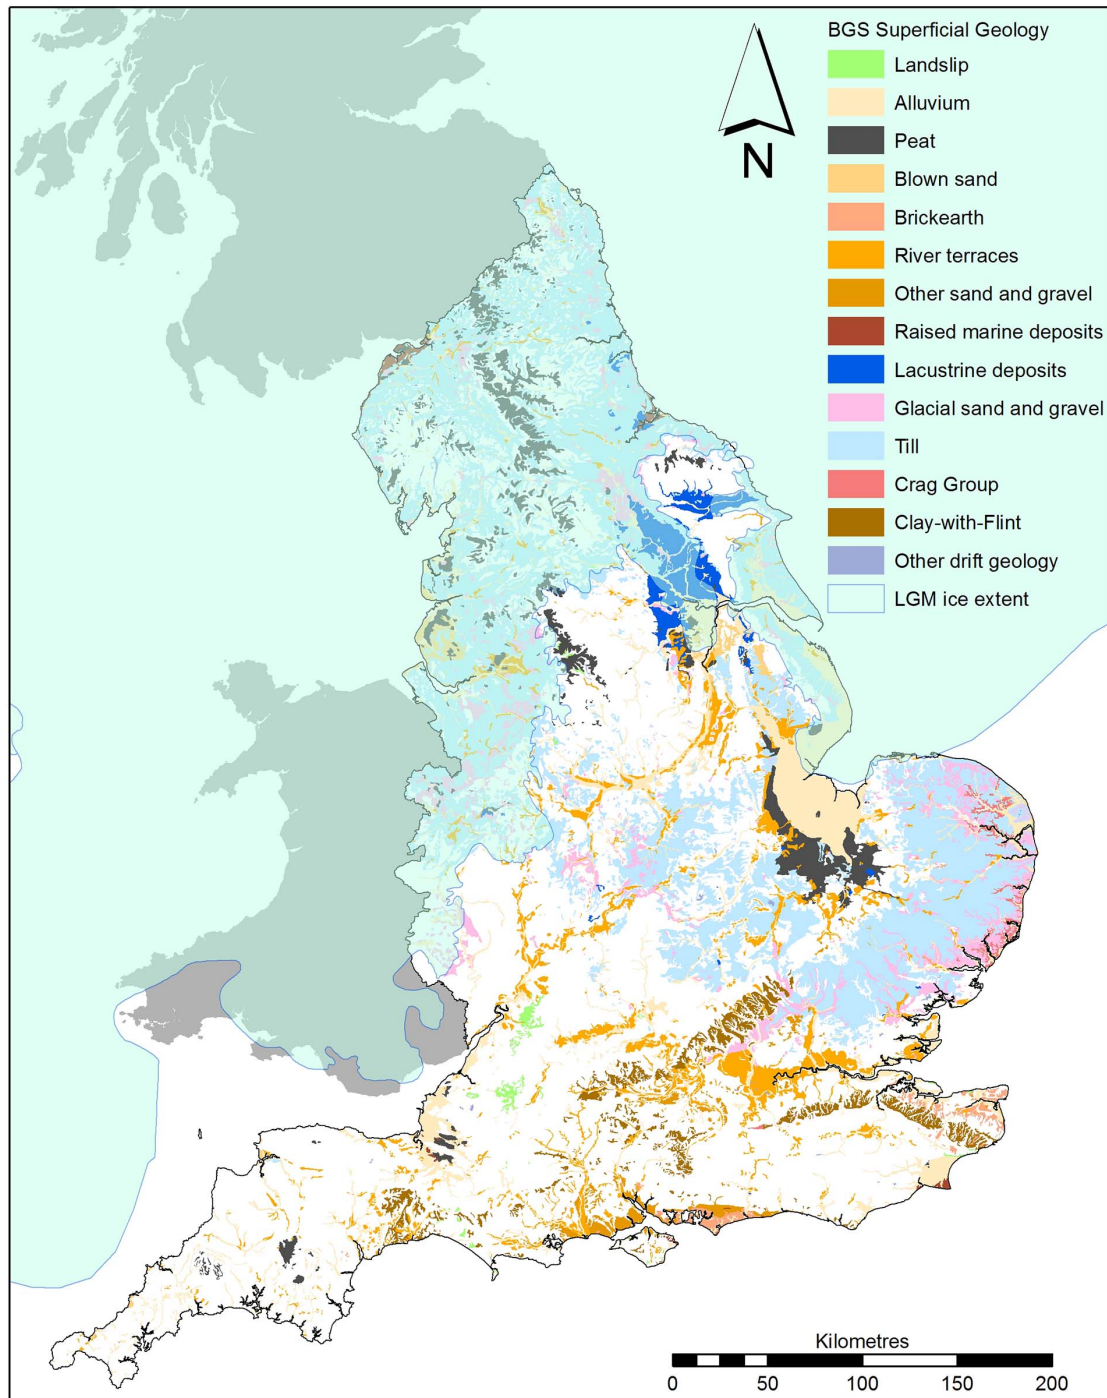 BGS Superficial Geology
Landslip
Alluvium
Peat
Blown sand
Brickearth
River terraces
Other sand and gravel
Raised marine deposits
Lacustrine deposits
Glacial sand and gravel
Till
Crag Group
Clay-with-Flint
Other drift geology
LGM ice extent
N
Kilometres
0 50 100 150 200